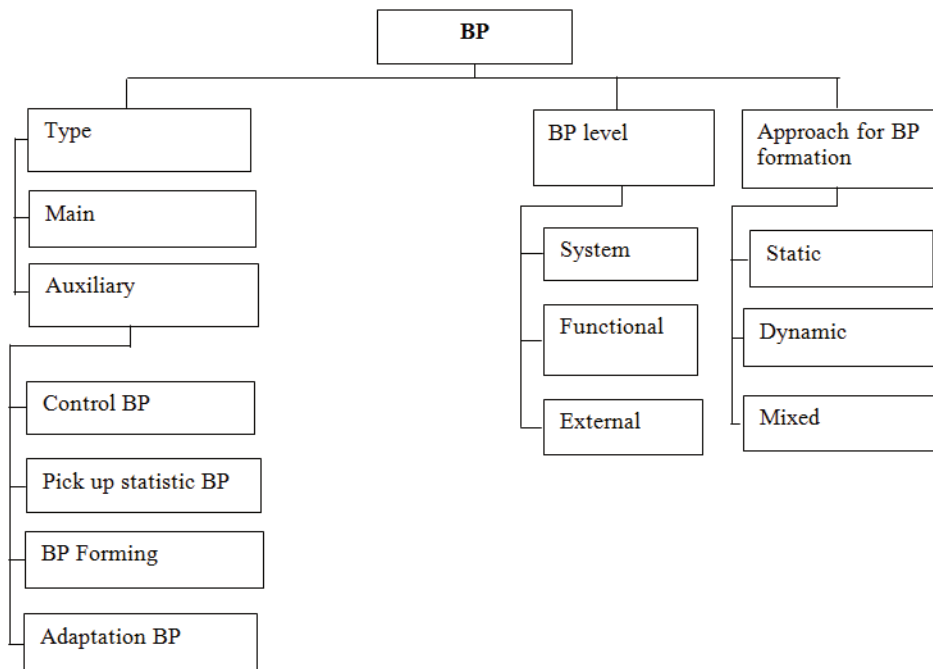 BP
Type
Main
Auxiliary
Control BP
Pick up statistic BP
BP Forming
Adaptation BP
BP level
System
Functional
External
Approach for BP
formation
Static
Dynamic
Mixed